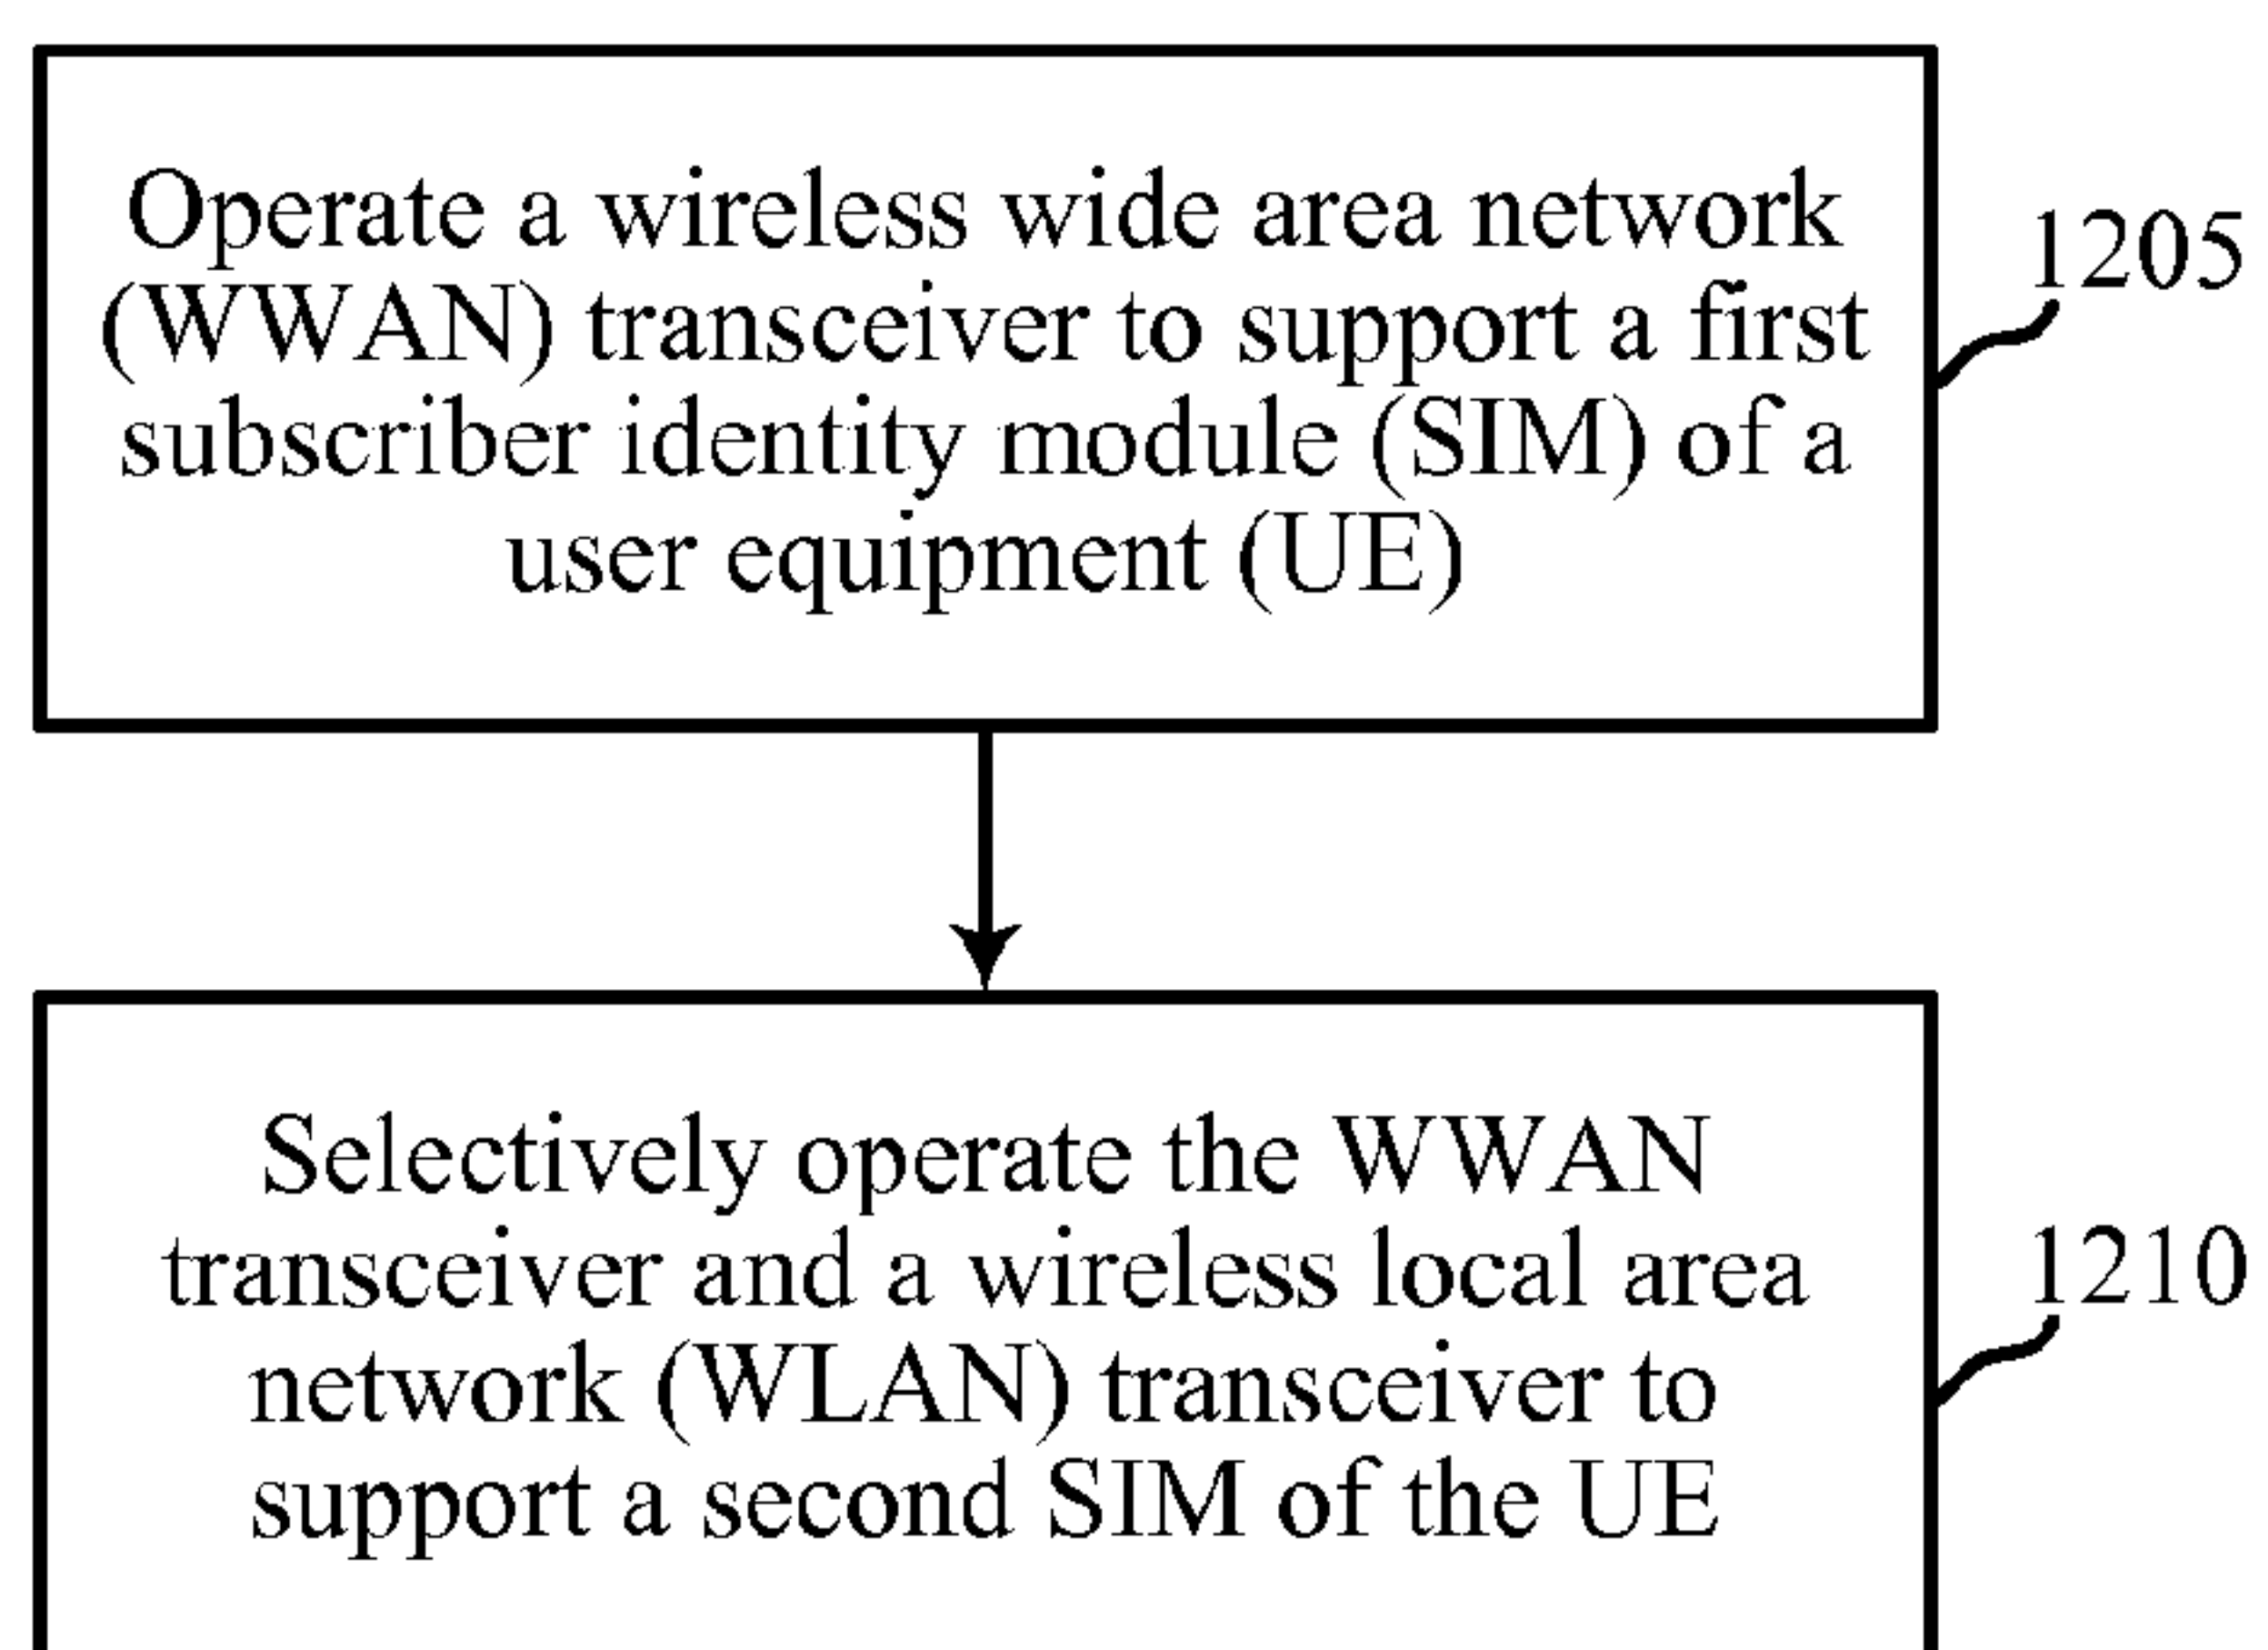 Operate a wireless wide area network
(WWAN) transceiver to support a first
subscriber identity module (SIM) of a
user equipment (UE)
1205
Selectively operate the WWAN
transceiver and a wireless local area
network (WLAN) transceiver to
support a second SIM of the UE
1210